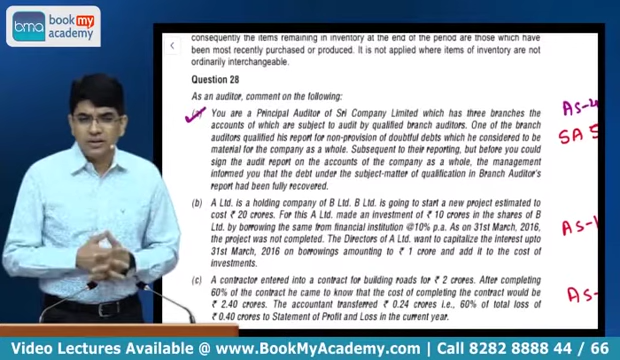 bma book my academy
consequently the items remaining in inventory at the end of the period are those which have
been most recently purchased or produced. It is not applied where items of inventory are not
ordinarily interchangeable.
Question 28
As an auditor, comment on the following:
(a) You are a Principal Auditor of Sri Company Limited which has three branches the
accounts of which are subject to audit by qualified branch auditors. One of the branch
auditors qualified his report for non-provision of doubtful debts which he considered to be
material for the company as a whole. Subsequent to their reporting, but before you could
sign the audit report on the accounts of the company as a whole, the management
informed you that the debt under the subject-matter of qualification in Branch Auditor's
report had been fully recovered.
AS-4
SA 5
(b) A Ltd. is a holding company of B Ltd. B Ltd. is going to start a new project estimated to
cost ₹ 20 crores. For this A Ltd. made an investment of ₹ 10 crores in the shares of B
Ltd. by borrowing the same from financial institution @10% p.a. As on 31st March, 2016,
the project was not completed. The Directors of A Ltd. want to capitalize the interest upto
31st March, 2016 on borrowings amounting to ₹ 1 crore and add it to the cost of
investments.
AS-1
(c) A contractor entered into a contract for building roads for ₹ 2 crores. After completing
60% of the contract he came to know that the cost of completing the contract would be
₹ 2.40 crores. The accountant transferred ₹ 0.24 crores i.e., 60% of total loss of
₹ 0.40 crores to Statement of Profit and Loss in the current year.
AS-
Video Lectures Available @ www.BookMyAcademy.com | Call 8282 8888 44 / 66